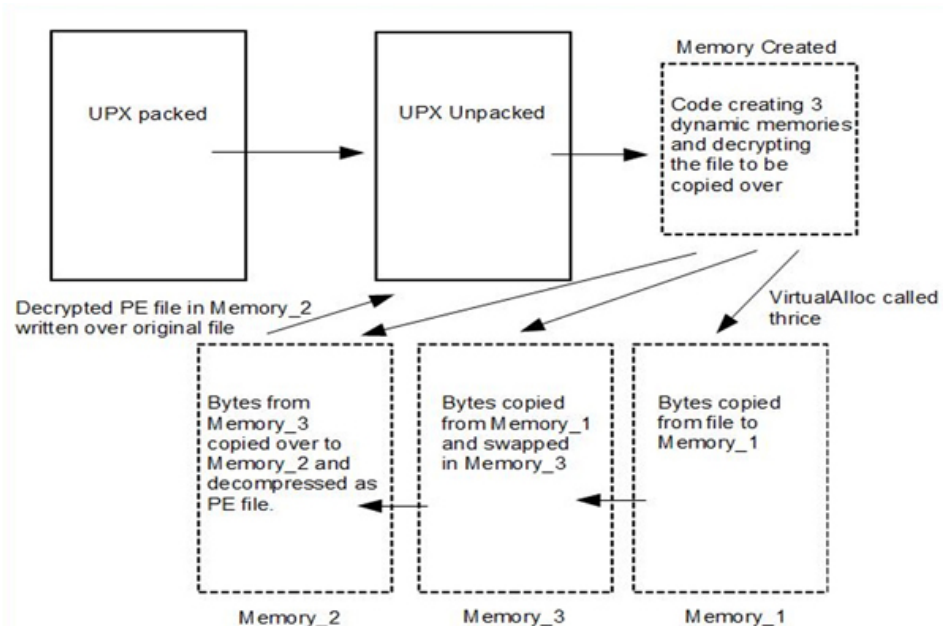 UPX packed
UPX Unpacked
Memory Created
Code creating 3
dynamic memories
and decrypting
the file to be
copied over
Decrypted PE file in Memory_2
written over original file
VirtualAlloc called
thrice
Bytes from
Memory_3
copied over to
Memory_2 and
decompressed as
PE file.
Bytes copied
from Memory_1
and swapped
in Memory_3
Bytes copied
from file to
Memory_1
Memory_2
Memory_3
Memory_1